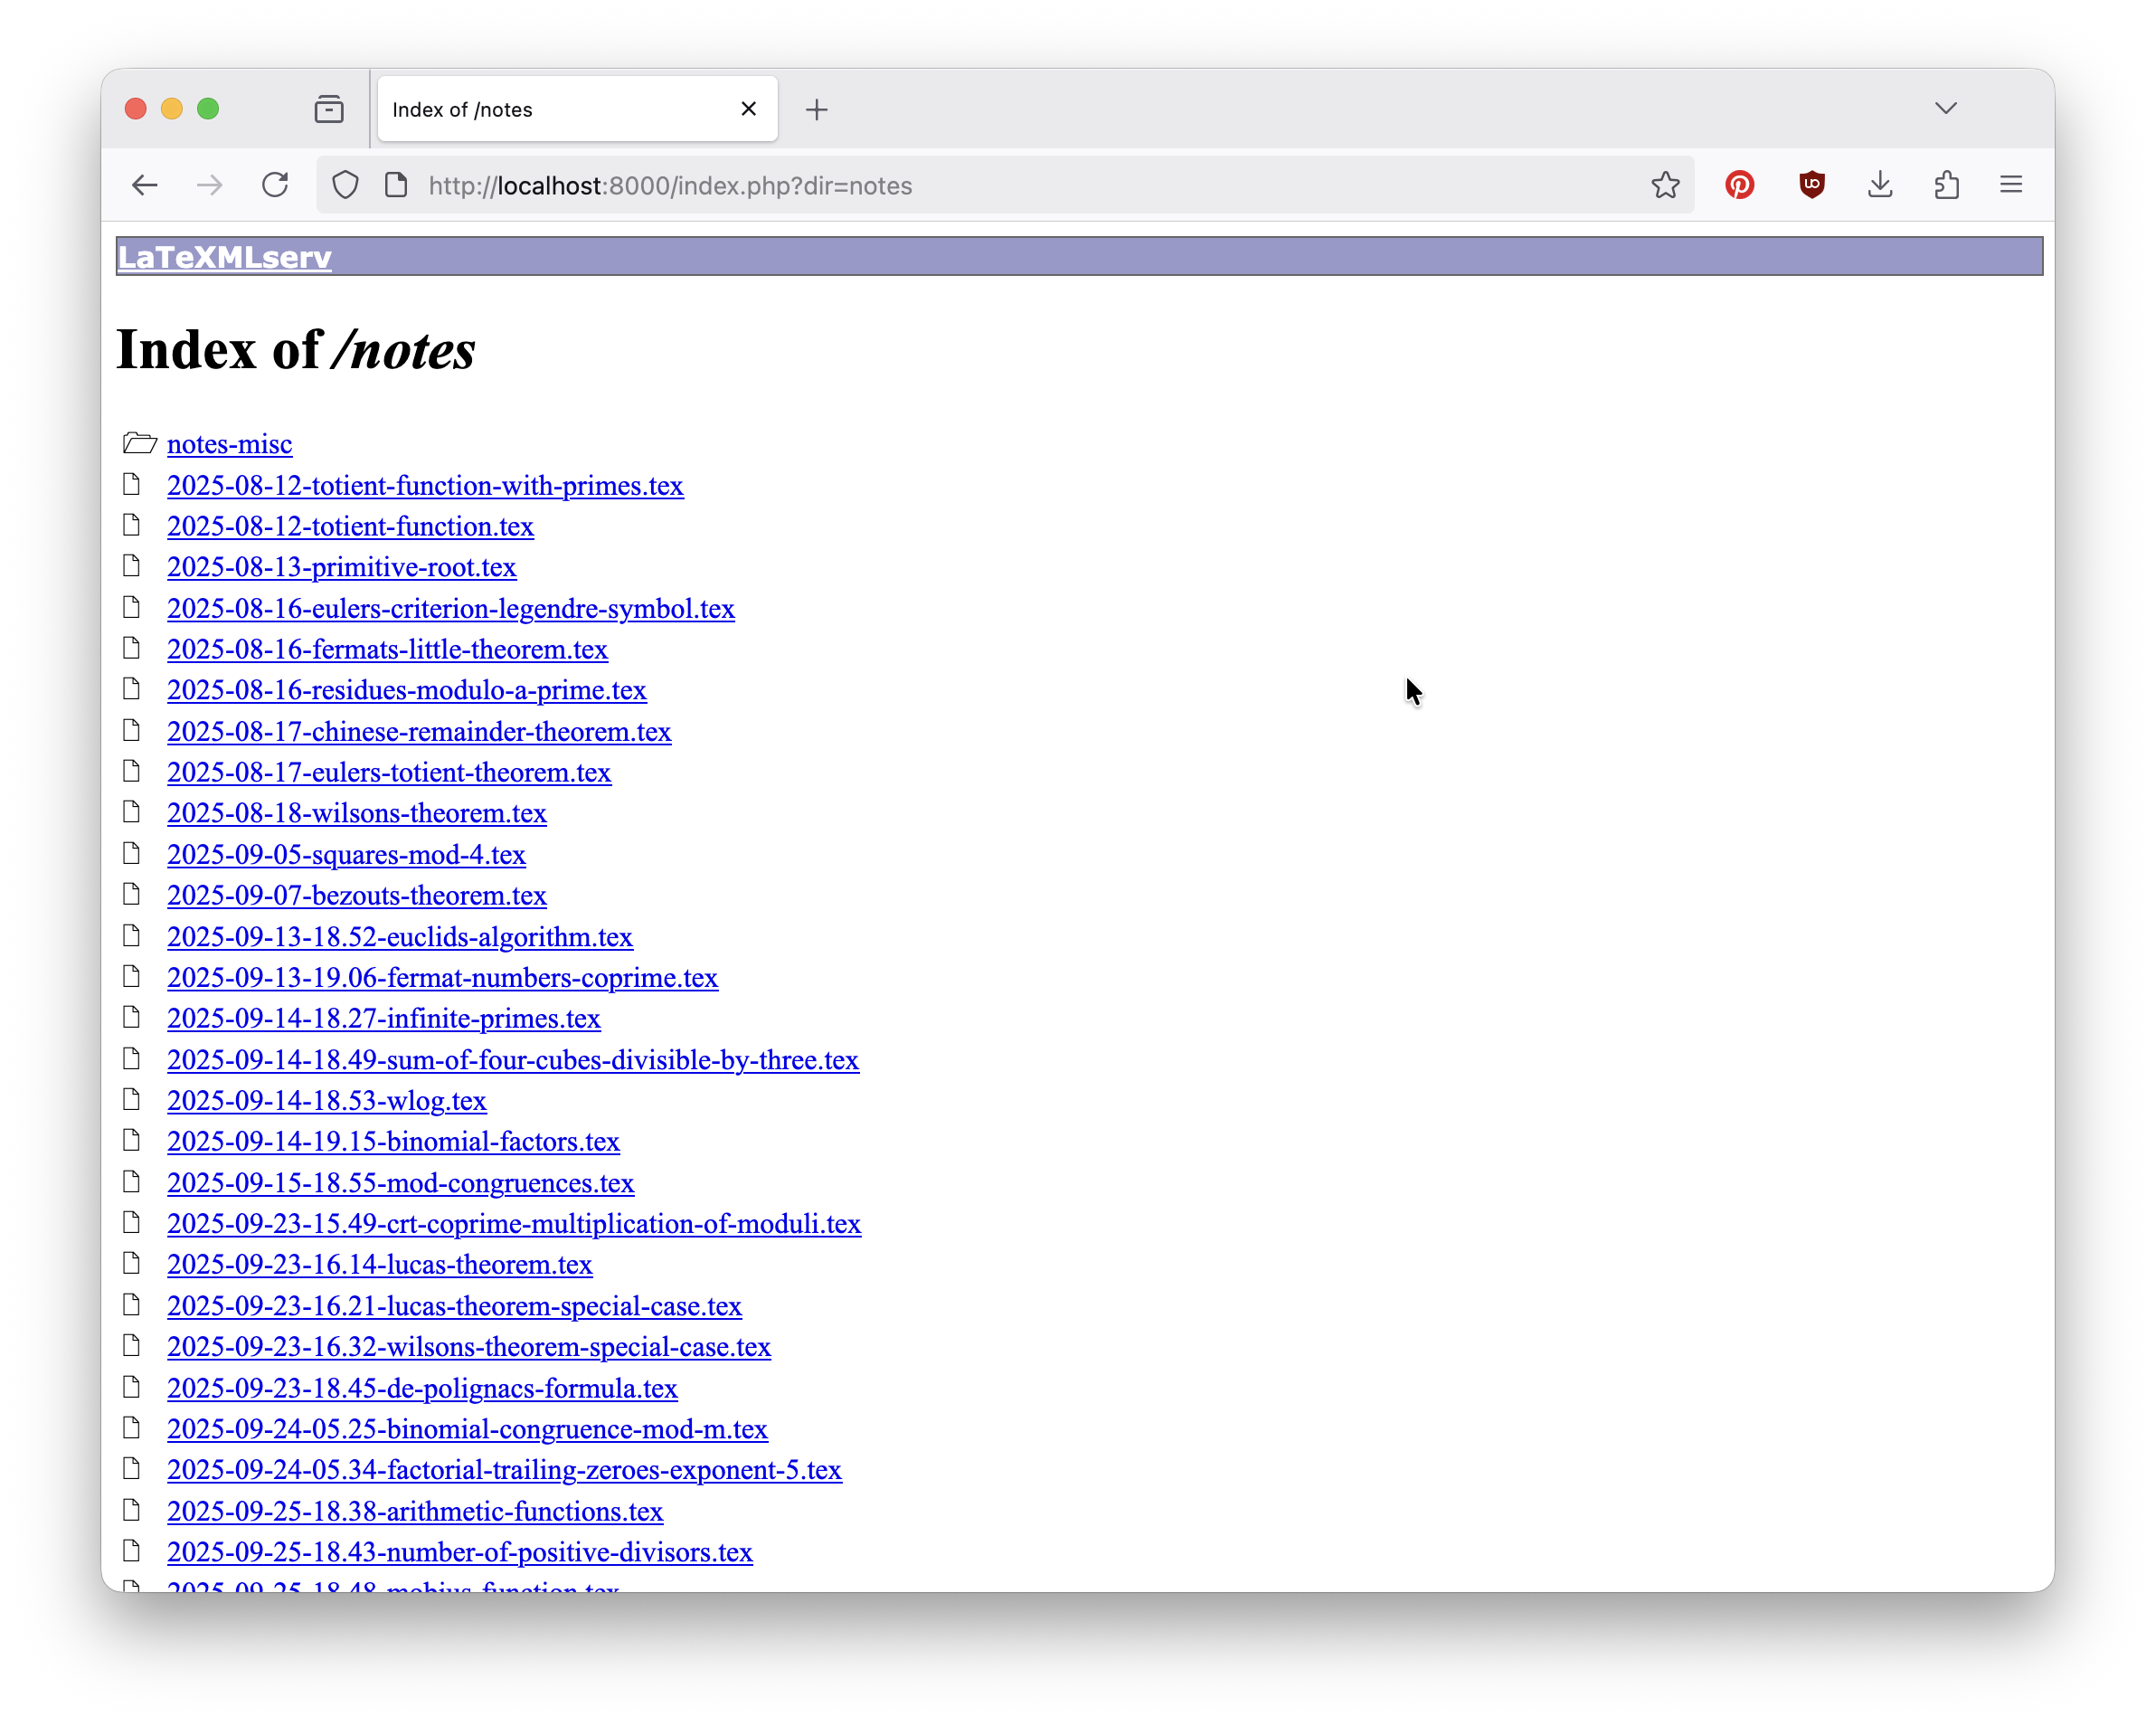 Index of /notes
http://localhost:8000/index.php?dir=notes
LaTeXMLserv
Index of /notes
notes-misc
2025-08-12-totient-function-with-primes.tex
2025-08-12-totient-function.tex
2025-08-13-primitive-root.tex
2025-08-16-eulers-criterion-legendre-symbol.tex
2025-08-16-fermats-little-theorem.tex
2025-08-16-residues-modulo-a-prime.tex
2025-08-17-chinese-remainder-theorem.tex
2025-08-17-eulers-totient-theorem.tex
2025-08-18-wilsons-theorem.tex
2025-09-05-squares-mod-4.tex
2025-09-07-bezouts-theorem.tex
2025-09-13-18.52-euclids-algorithm.tex
2025-09-13-19.06-fermat-numbers-coprime.tex
2025-09-14-18.27-infinite-primes.tex
2025-09-14-18.49-sum-of-four-cubes-divisible-by-three.tex
2025-09-14-18.53-wlog.tex
2025-09-14-19.15-binomial-factors.tex
2025-09-15-18.55-mod-congruences.tex
2025-09-23-15.49-crt-coprime-multiplication-of-moduli.tex
2025-09-23-16.14-lucas-theorem.tex
2025-09-23-16.21-lucas-theorem-special-case.tex
2025-09-23-16.32-wilsons-theorem-special-case.tex
2025-09-23-18.45-de-polignacs-formula.tex
2025-09-24-05.25-binomial-congruence-mod-m.tex
2025-09-24-05.34-factorial-trailing-zeroes-exponent-5.tex
2025-09-25-18.38-arithmetic-functions.tex
2025-09-25-18.43-number-of-positive-divisors.tex
2025-09-25-18.48-mobius-function.tex